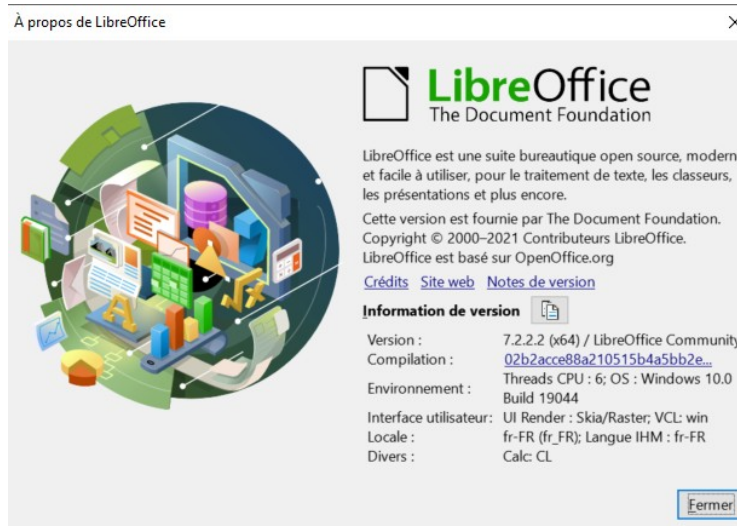 À propos de LibreOffice
LibreOffice
The Document Foundation
LibreOffice est une suite bureautique open source, modern
et facile à utiliser, pour le traitement de texte, les classeurs,
les présentations et plus encore.
Cette version est fournie par The Document Foundation.
Copyright © 2000–2021 Contributeurs LibreOffice.
LibreOffice est basé sur OpenOffice.org
Crédits Site web Notes de version
Information de version
Version : 7.2.2.2 (x64) / LibreOffice Community
Compilation : 02b2acce88a210515b4a5bb2e...
Environnement : Threads CPU : 6; OS : Windows 10.0
Build 19044
Interface utilisateur: UI Render : Skia/Raster; VCL: win
Locale : fr-FR (fr_FR); Langue IHM : fr-FR
Divers : Calc: CL
Fermer